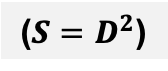 (S = D²)